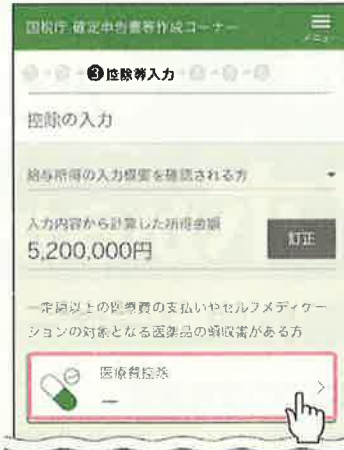 国税庁 確定申告書等作成コーナー
メニュー
❸控除等入力
控除の入力
給与所得の入力概要を確認される方
入力内容から計算した所得金額
5,200,000円
訂正
一定額以上の医療費の支払いやセルフメディケー
ションの対象となる医薬品の領収書がある方
医療費控除
—